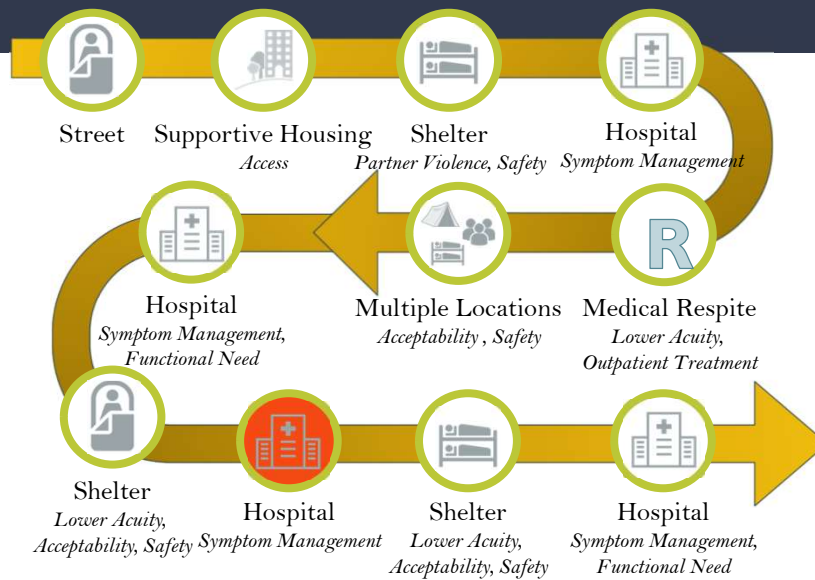 Street
Supportive Housing
Access
Shelter
Partner Violence, Safety
Hospital
Symptom Management
Hospital
Symptom Management,
Functional Need
Multiple Locations
Acceptability , Safety
R
Medical Respite
Lower Acuity,
Outpatient Treatment
Shelter
Lower Acuity,
Acceptability, Safety
Hospital
Symptom Management
Shelter
Lower Acuity,
Acceptability, Safety
Hospital
Symptom Management,
Functional Need